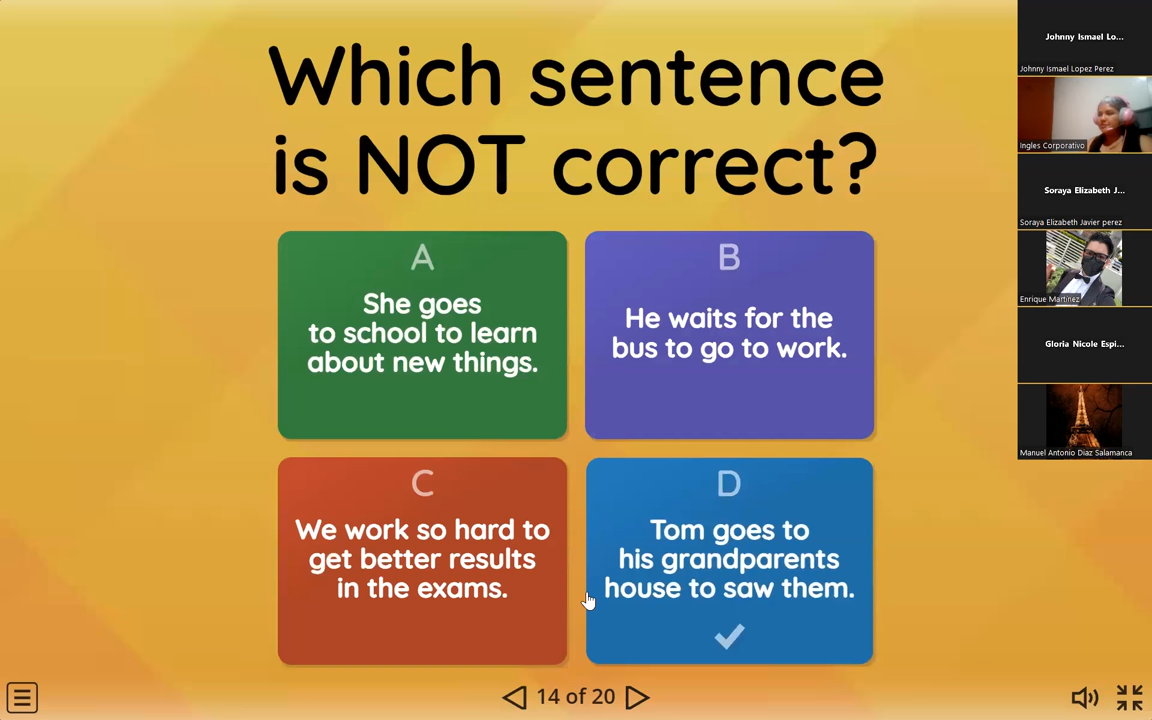 Which sentence
is NOT correct?
A
She goes
to school to learn
about new things.
B
He waits for the
bus to go to work.
C
We work so hard to
get better results
in the exams.
D
Tom goes to
his grandparents
house to saw them.
14 of 20
Johnny Ismael Lo...
Johnny Ismael Lopez Perez
Ingles Corporativo
Soraya Elizabeth J...
Soraya Elizabeth Javier perez
Enrique Martinez
Gloria Nicole Espi...
Manuel Antonio Diaz Salamanca